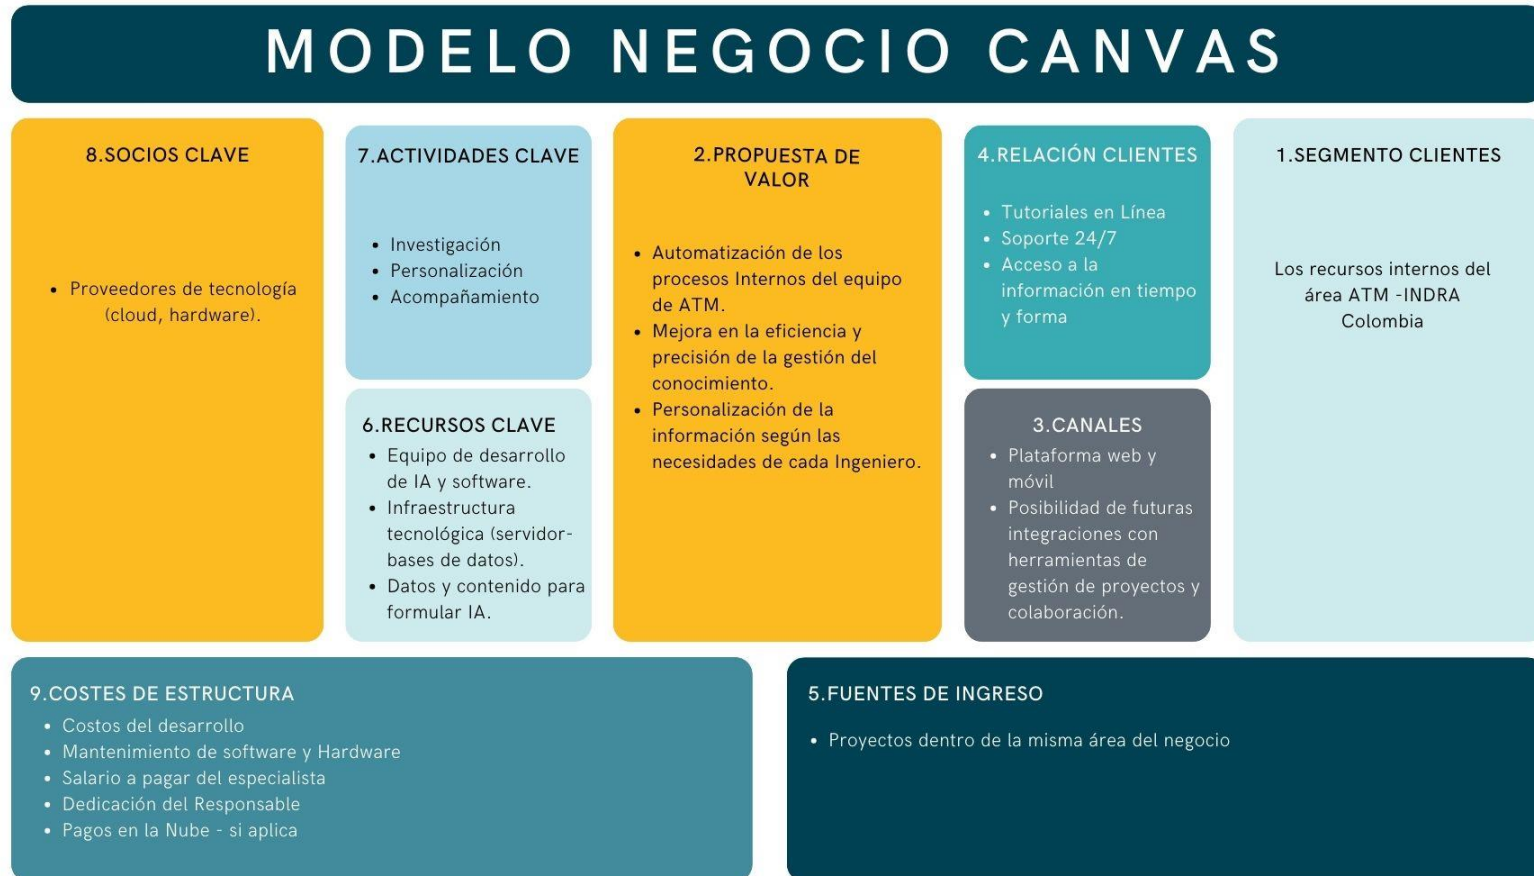 MODELO NEGOCIO CANVAS
8.SOCIOS CLAVE
• Proveedores de tecnología
(cloud, hardware).
7.ACTIVIDADES CLAVE
• Investigación
• Personalización
• Acompañamiento
6.RECURSOS CLAVE
• Equipo de desarrollo
de IA y software.
• Infraestructura
tecnológica (servidor-
bases de datos).
• Datos y contenido para
formular IA.
2.PROPUESTA DE
VALOR
• Automatización de los
procesos Internos del equipo
de ATM.
• Mejora en la eficiencia y
precisión de la gestión del
conocimiento.
• Personalización de la
información según las
necesidades de cada Ingeniero.
4.RELACIÓN CLIENTES
• Tutoriales en Línea
• Soporte 24/7
• Acceso a la
información en tiempo
y forma
3.CANALES
• Plataforma web y
móvil
• Posibilidad de futuras
integraciones con
herramientas de
gestión de proyectos y
colaboración.
1.SEGMENTO CLIENTES
Los recursos internos del
área ATM -INDRA
Colombia
9.COSTES DE ESTRUCTURA
• Costos del desarrollo
• Mantenimiento de software y Hardware
• Salario a pagar del especialista
• Dedicación del Responsable
• Pagos en la Nube - si aplica
5.FUENTES DE INGRESO
• Proyectos dentro de la misma área del negocio